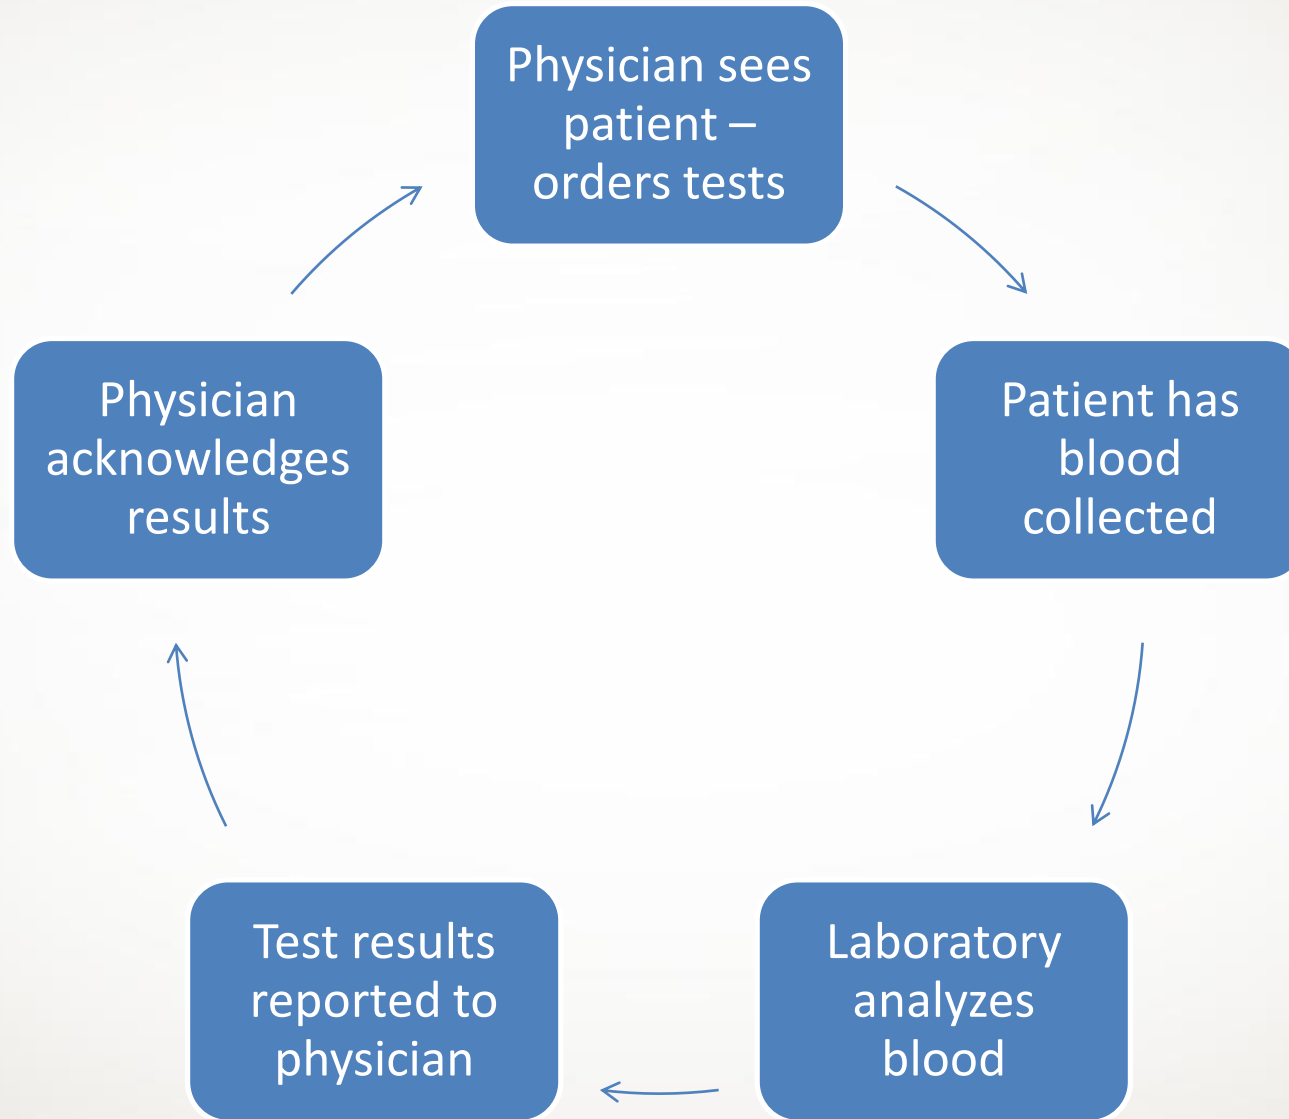 Physician sees
patient –
orders tests
Patient has
blood
collected
Laboratory
analyzes
blood
Test results
reported to
physician
Physician
acknowledges
results